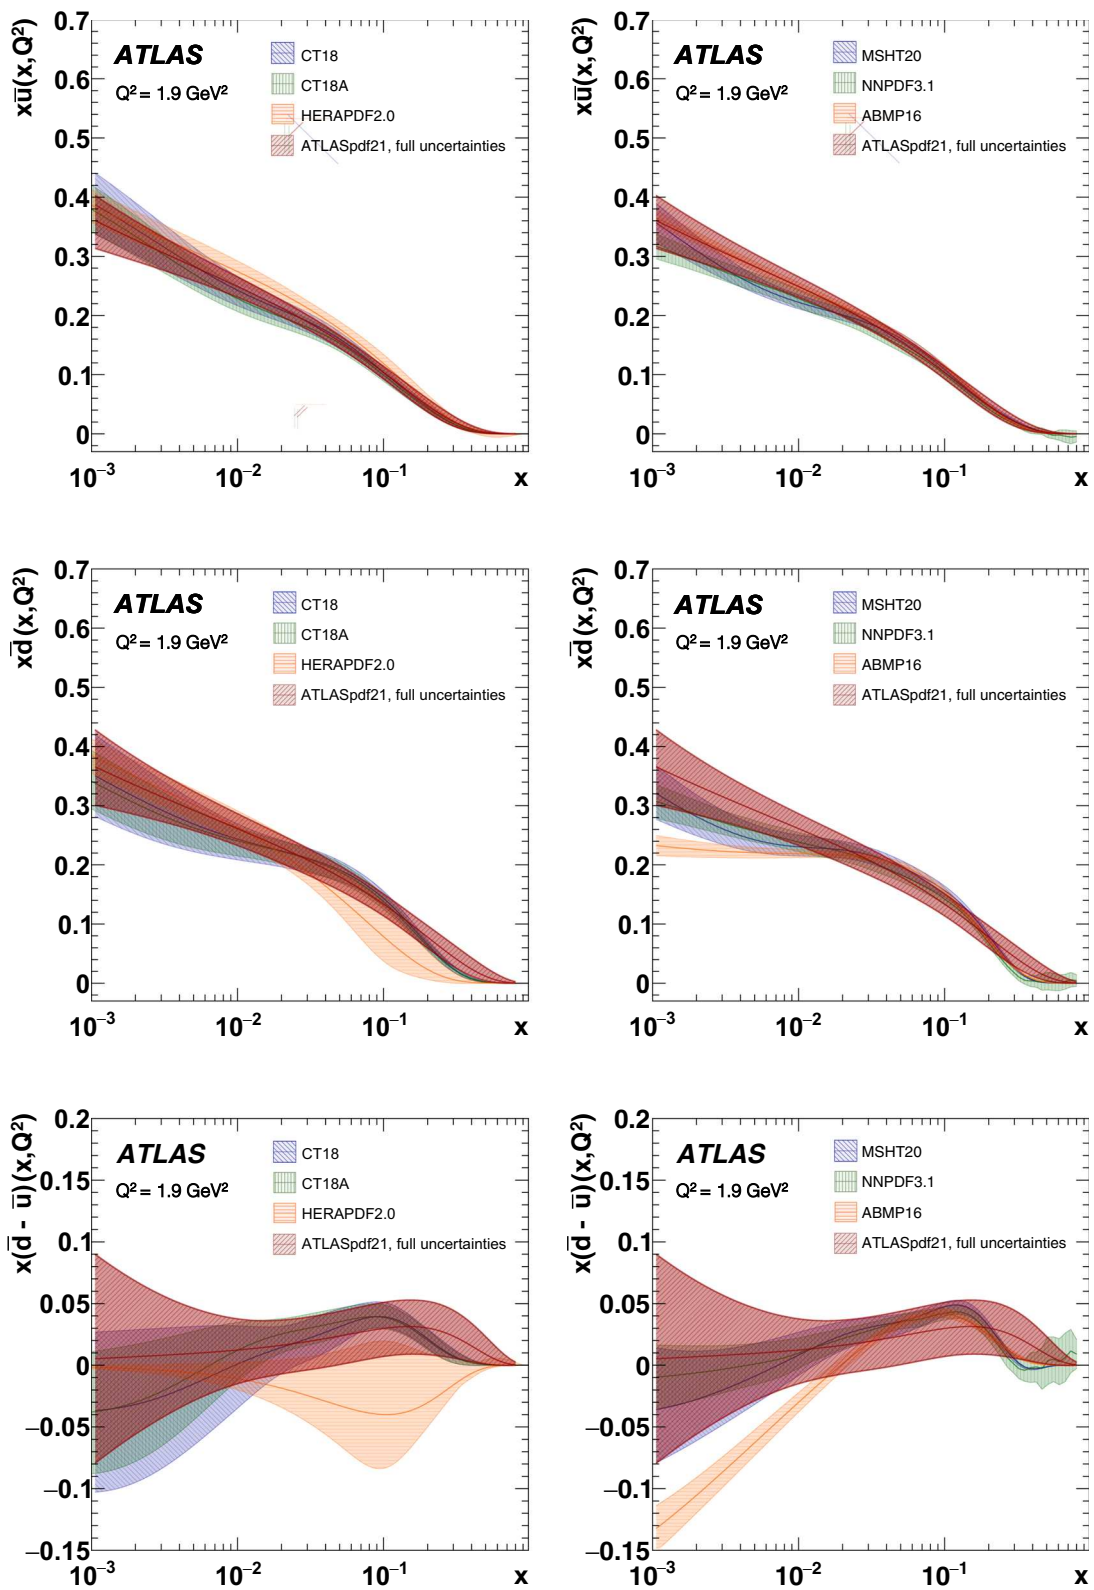 0.7
0.6
0.5
0.4
0.3
0.2
0.1
0
xu̅(x,Q²)
ATLAS
Q² = 1.9 GeV²
CT18
CT18A
HERAPDF2.0
ATLASpdf21, full uncertainties
10⁻³ 10⁻² 10⁻¹ x
0.7
0.6
0.5
0.4
0.3
0.2
0.1
0
xu̅(x,Q²)
ATLAS
Q² = 1.9 GeV²
MSHT20
NNPDF3.1
ABMP16
ATLASpdf21, full uncertainties
10⁻³ 10⁻² 10⁻¹ x
0.7
0.6
0.5
0.4
0.3
0.2
0.1
0
xd̅(x,Q²)
ATLAS
Q² = 1.9 GeV²
CT18
CT18A
HERAPDF2.0
ATLASpdf21, full uncertainties
10⁻³ 10⁻² 10⁻¹ x
0.7
0.6
0.5
0.4
0.3
0.2
0.1
0
xd̅(x,Q²)
ATLAS
Q² = 1.9 GeV²
MSHT20
NNPDF3.1
ABMP16
ATLASpdf21, full uncertainties
10⁻³ 10⁻² 10⁻¹ x
0.2
0.15
0.1
0.05
0
−0.05
−0.1
−0.15
x(d̅ - u̅)(x,Q²)
ATLAS
Q² = 1.9 GeV²
CT18
CT18A
HERAPDF2.0
ATLASpdf21, full uncertainties
10⁻³ 10⁻² 10⁻¹ x
0.2
0.15
0.1
0.05
0
−0.05
−0.1
−0.15
x(d̅ - u̅)(x,Q²)
ATLAS
Q² = 1.9 GeV²
MSHT20
NNPDF3.1
ABMP16
ATLASpdf21, full uncertainties
10⁻³ 10⁻² 10⁻¹ x